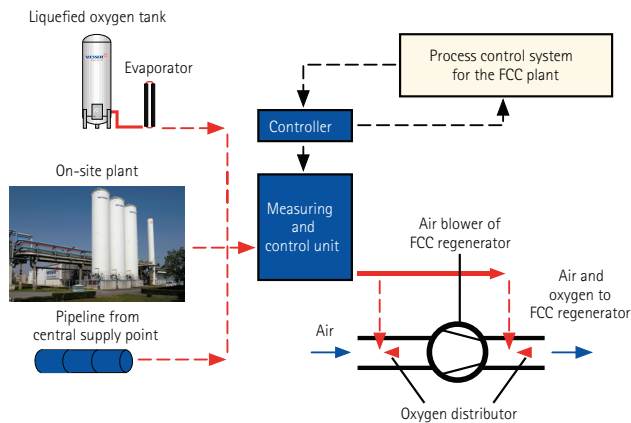 Liquefied oxygen tank
MESSER
Evaporator
Process control system
for the FCC plant
Controller
On-site plant
Measuring
and
control unit
Air blower of
FCC regenerator
Pipeline from
central supply point
Air
Air and
oxygen to
FCC regenerator
Oxygen distributor